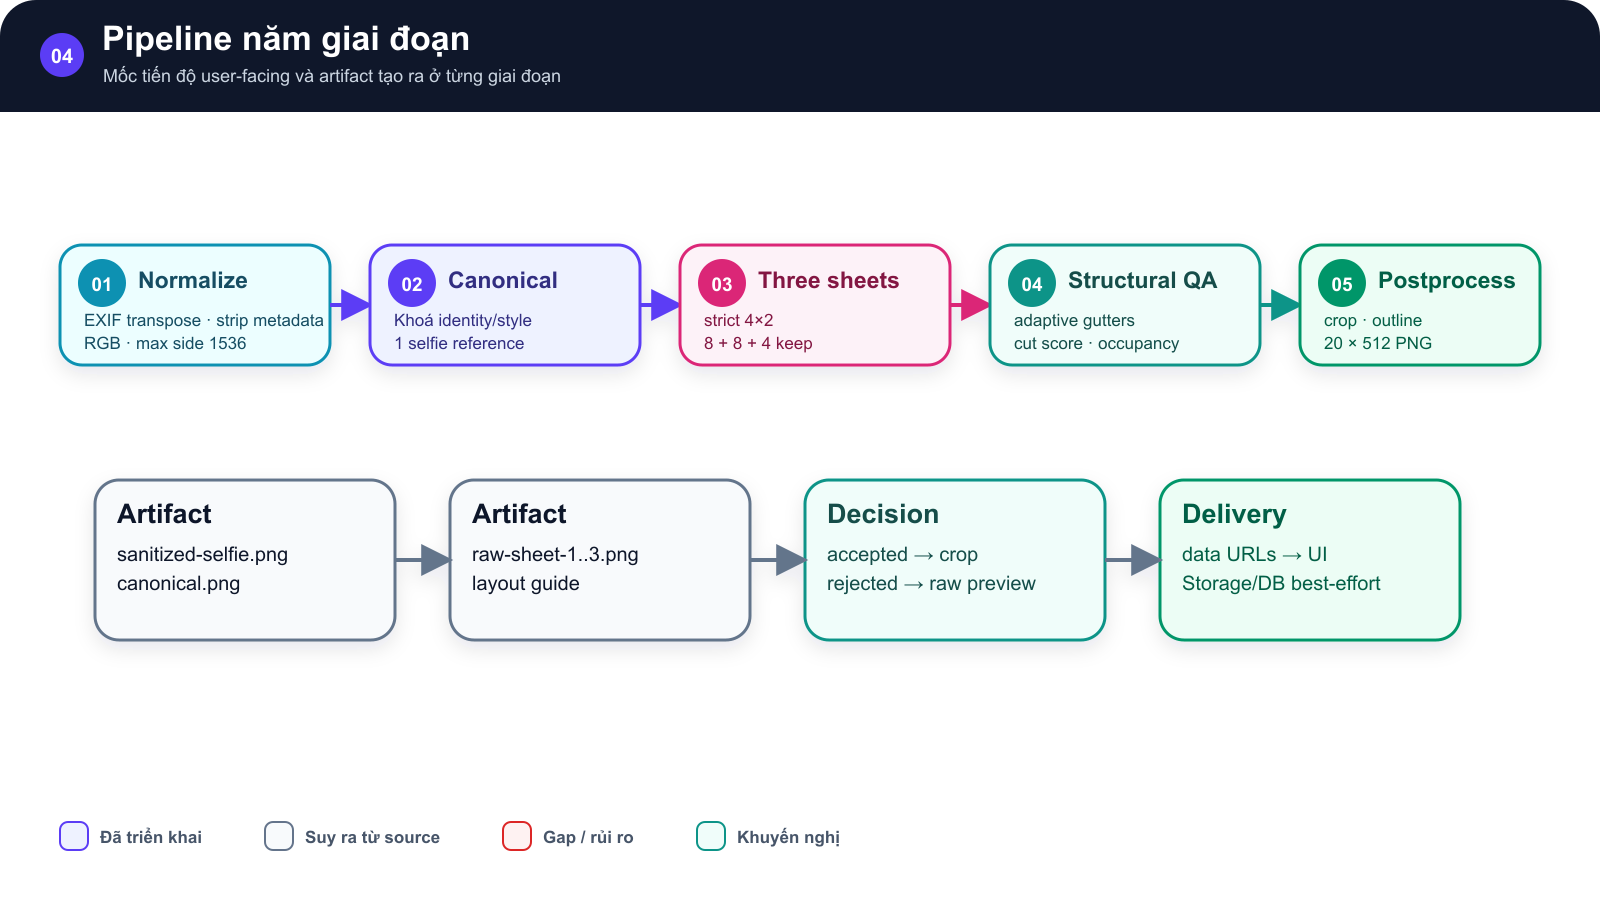 04
Pipeline năm giai đoạn
Mốc tiến độ user-facing và artifact tạo ra ở từng giai đoạn
01 Normalize
EXIF transpose · strip metadata
RGB · max side 1536
02 Canonical
Khoá identity/style
1 selfie reference
03 Three sheets
strict 4×2
8 + 8 + 4 keep
04 Structural QA
adaptive gutters
cut score · occupancy
05 Postprocess
crop · outline
20 × 512 PNG
Artifact
sanitized-selfie.png
canonical.png
Artifact
raw-sheet-1..3.png
layout guide
Decision
accepted → crop
rejected → raw preview
Delivery
data URLs → UI
Storage/DB best-effort
Đã triển khai
Suy ra từ source
Gap / rủi ro
Khuyến nghị